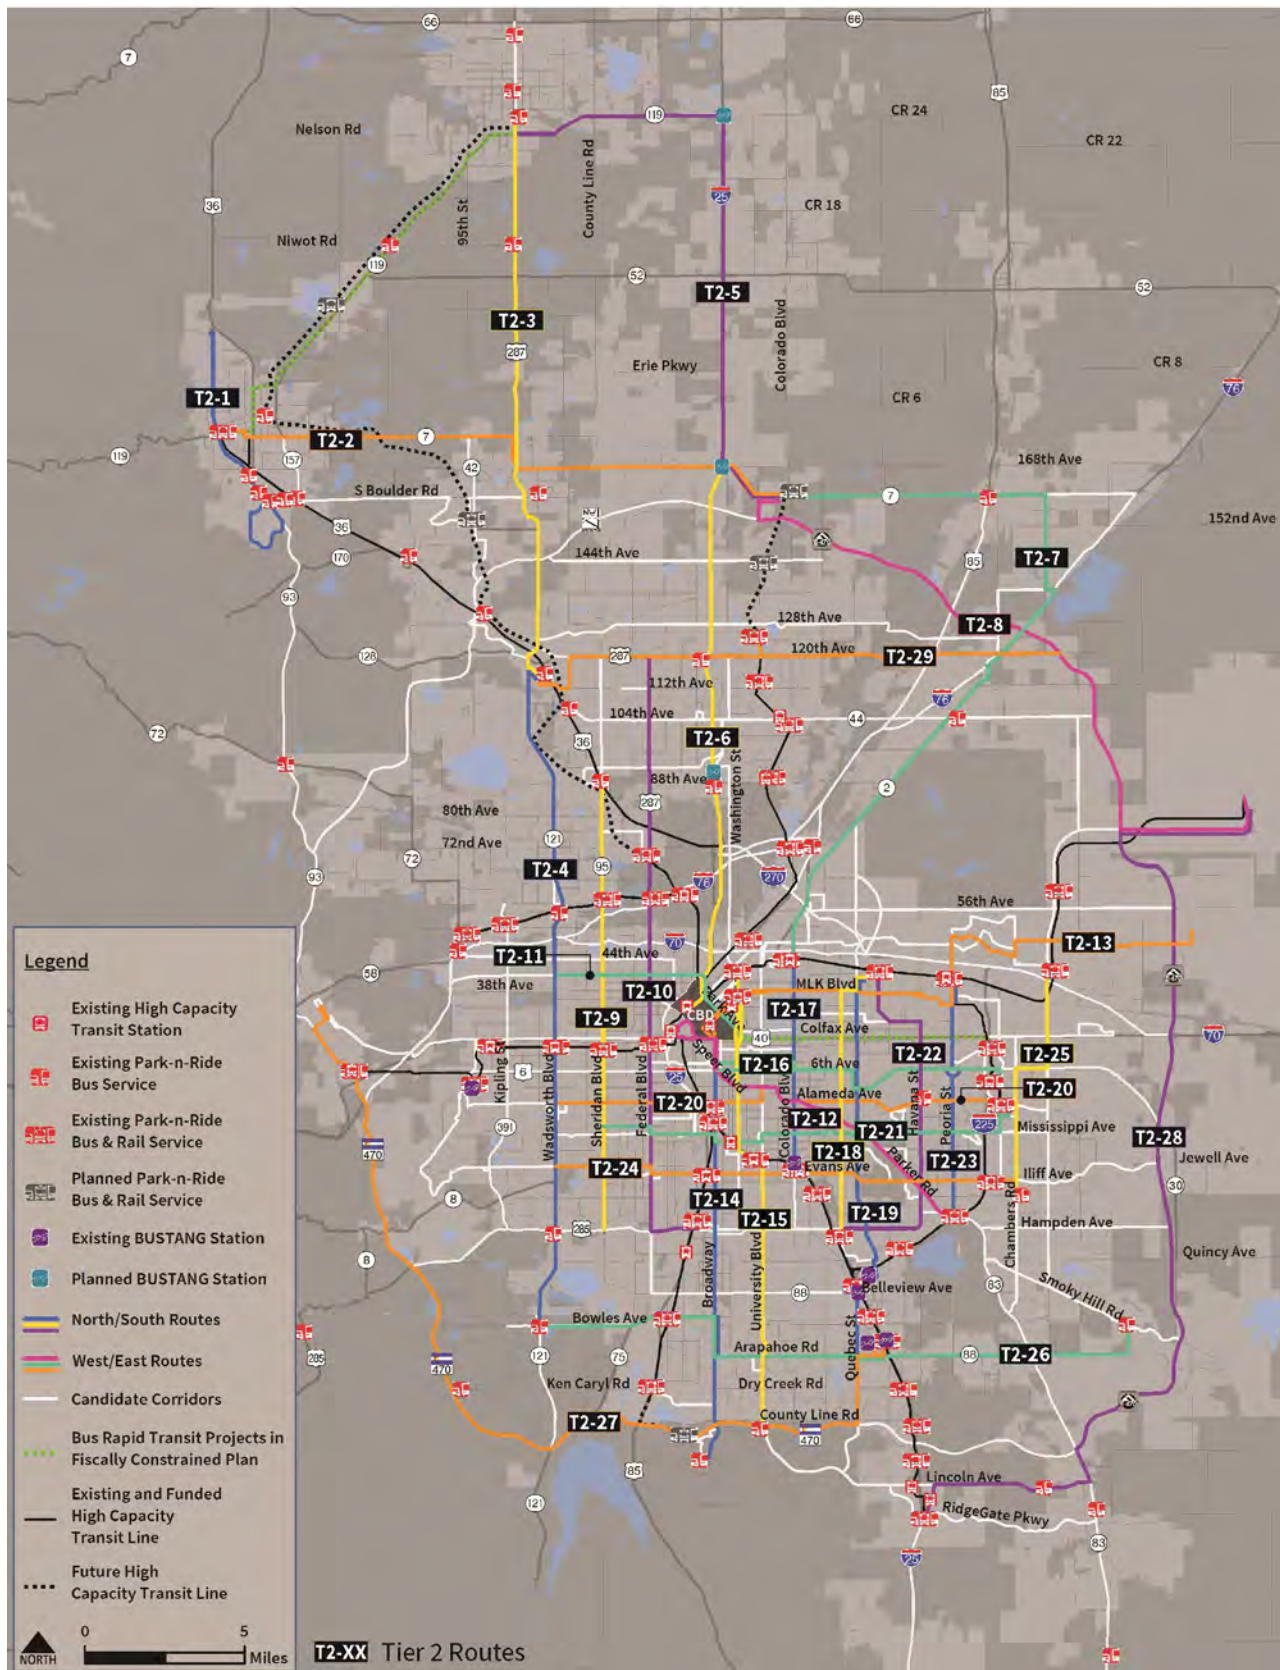 66
66
7
85
119
Nelson Rd
CR 24
CR 22
County Line Rd
95th St
25
CR 18
36
Niwot Rd
119
52
52
T2-5
T2-3
287
Colorado Blvd
Erie Pkwy
CR 8
CR 6
76
T2-1
T2-2
7
119
157
42
168th Ave
S Boulder Rd
7
36
152nd Ave
144th Ave
170
85
T2-7
93
128th Ave
T2-8
120th Ave
128
287
T2-29
112th Ave
76
104th Ave
44
72
36
T2-6
Washington St
88th Ave
2
287
80th Ave
121
72nd Ave
72
95
93
T2-4
76
270
56th Ave
70
T2-13
T2-11
44th Ave
58
38th Ave
T2-10
MLK Blvd
Park Ave
T2-17
CBD
T2-9
40
Colfax Ave
70
Speer Blvd
T2-22
T2-25
6
T2-16
6th Ave
25
Kipling St
Wadsworth Blvd
Sheridan Blvd
Federal Blvd
Colorado Blvd
Havana St
Peoria St
T2-20
Alameda Ave
T2-20
T2-12
391
T2-21
225
Mississippi Ave
470
T2-28
T2-18
T2-24
Evans Ave
Parker Rd
T2-23
Jewell Ave
Iliff Ave
30
8
T2-14
Chambers Rd
T2-19
T2-15
285
Hampden Ave
8
Quincy Ave
Broadway
University Blvd
88
Belleview Ave
83
Smoky Hill Rd
Bowles Ave
Quebec St
285
470
121
75
Arapahoe Rd
88
T2-26
Ken Caryl Rd
Dry Creek Rd
T2-27
County Line Rd
470
85
Lincoln Ave
121
RidgeGate Pkwy
83
25
Legend
Existing High Capacity
Transit Station
Existing Park-n-Ride
Bus Service
Existing Park-n-Ride
Bus & Rail Service
Planned Park-n-Ride
Bus & Rail Service
Existing BUSTANG Station
Planned BUSTANG Station
North/South Routes
West/East Routes
Candidate Corridors
Bus Rapid Transit Projects in
Fiscally Constrained Plan
Existing and Funded
High Capacity
Transit Line
Future High
Capacity Transit Line
0 5
NORTH
Miles
T2-XX Tier 2 Routes